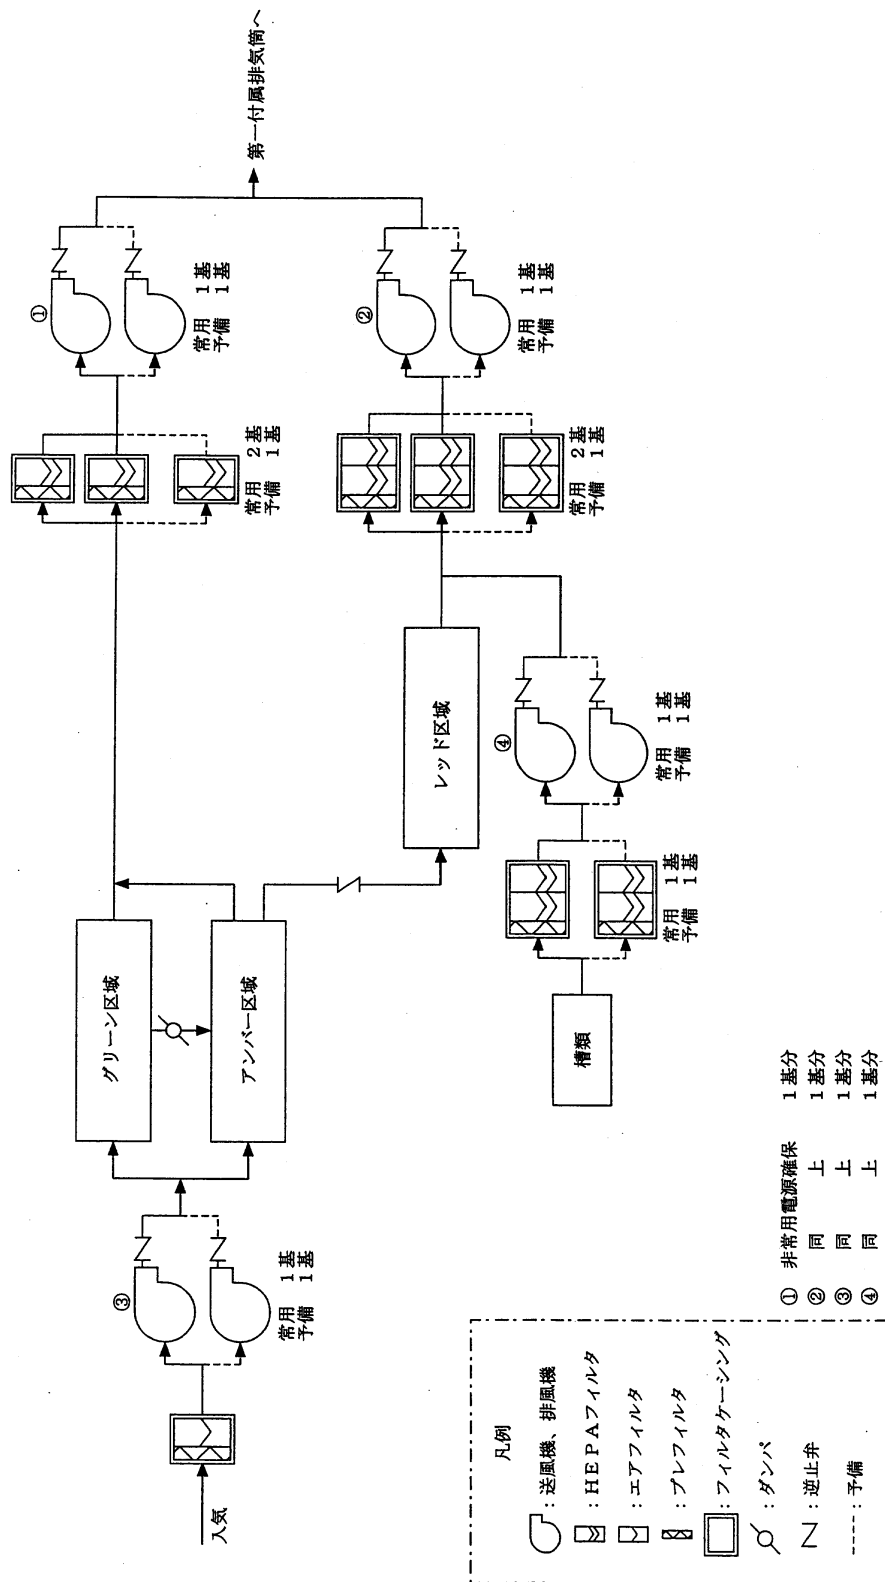 入気
③
常用　1基
予備　1基
グリーン区域
アンバー区域
常用　2基
予備　1基
①
常用　1基
予備　1基
第一付属排気筒へ
レッド区域
常用　2基
予備　1基
②
常用　1基
予備　1基
槽類
常用　1基
予備　1基
④
常用　1基
予備　1基
凡例
：送風機、排風機
：HEPAフィルタ
：エアフィルタ
：プレフィルタ
：フィルタケーシング
：ダンパ
：逆止弁
：予備
①　非常用電源確保　1基分
②　同　上　1基分
③　同　上　1基分
④　同　上　1基分